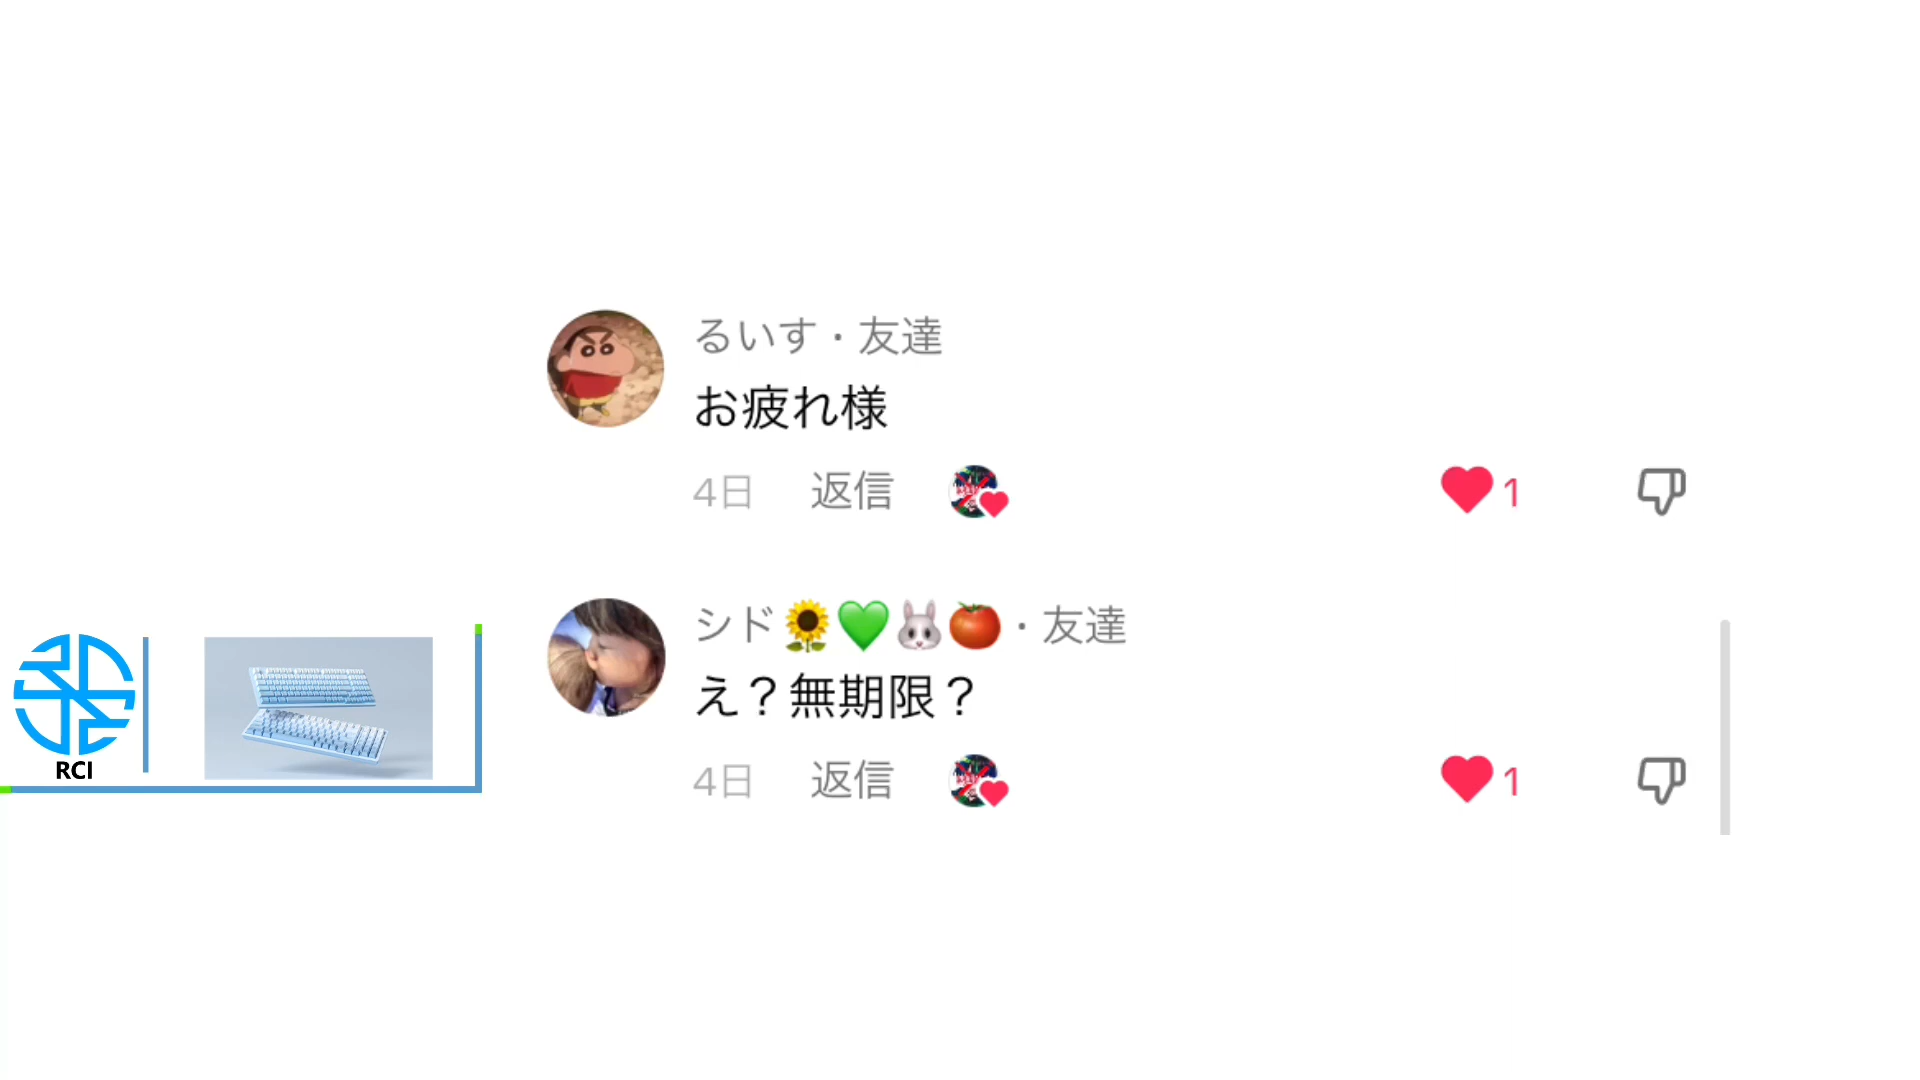 るいす・友達
お疲れ様
4日 返信 1
シド🌻💚🐰🍅・友達
え？無期限？
4日 返信 1
RCI